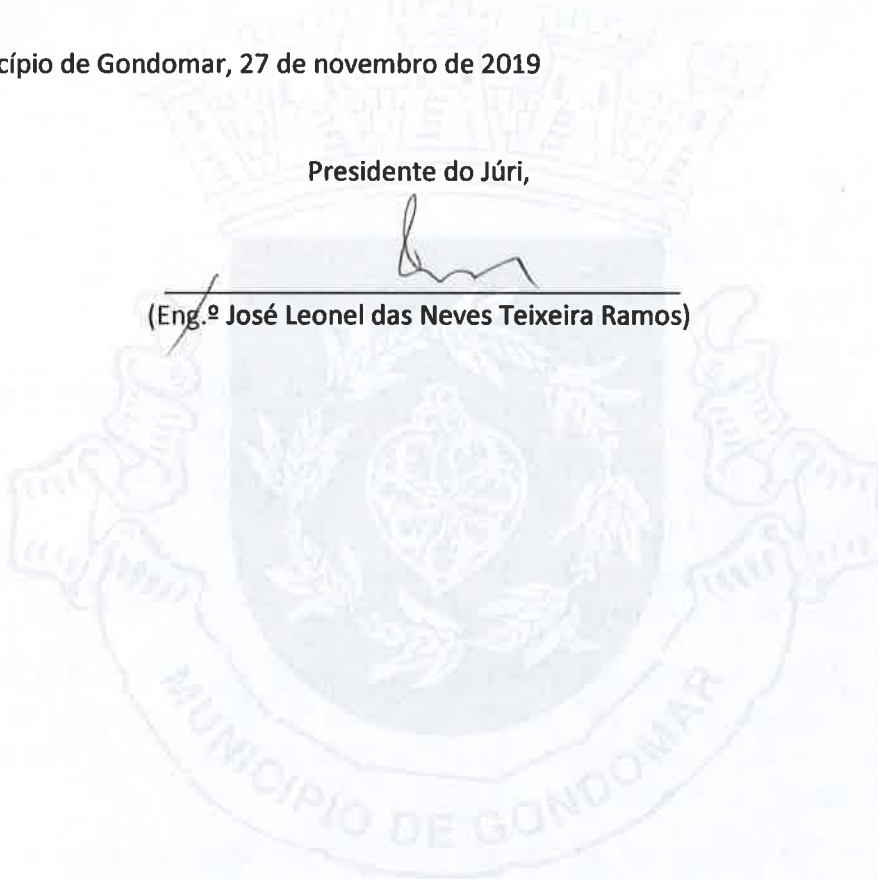 cípio de Gondomar, 27 de novembro de 2019
Presidente do Júri,
(Eng.º José Leonel das Neves Teixeira Ramos)
MUNICÍPIO DE GONDOMAR